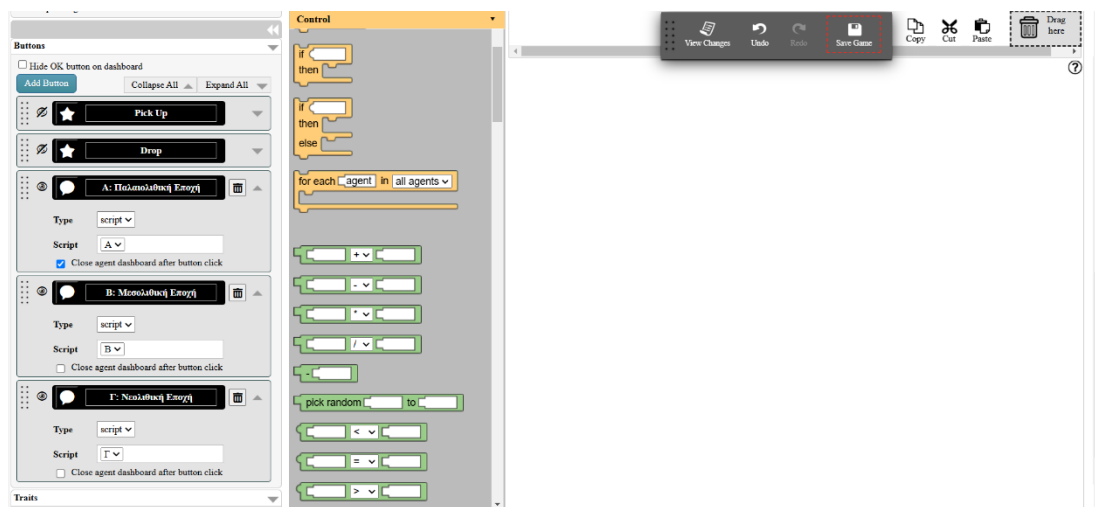 Buttons
Hide OK button on dashboard
Add Button
Collapse All
Expand All
Pick Up
Drop
Α: Παλαιολιθική Εποχή
Type script
Script Α
Close agent dashboard after button click
Β: Μεσολιθική Εποχή
Type script
Script Β
Close agent dashboard after button click
Γ: Νεολιθική Εποχή
Type script
Script Γ
Close agent dashboard after button click
Traits
Control
if
then
if
then
else
for each agent in all agents
+
-
*
/
-
pick random to
<
=
>
View Changes
Undo
Redo
Save Game
Copy
Cut
Paste
Drag
here
?